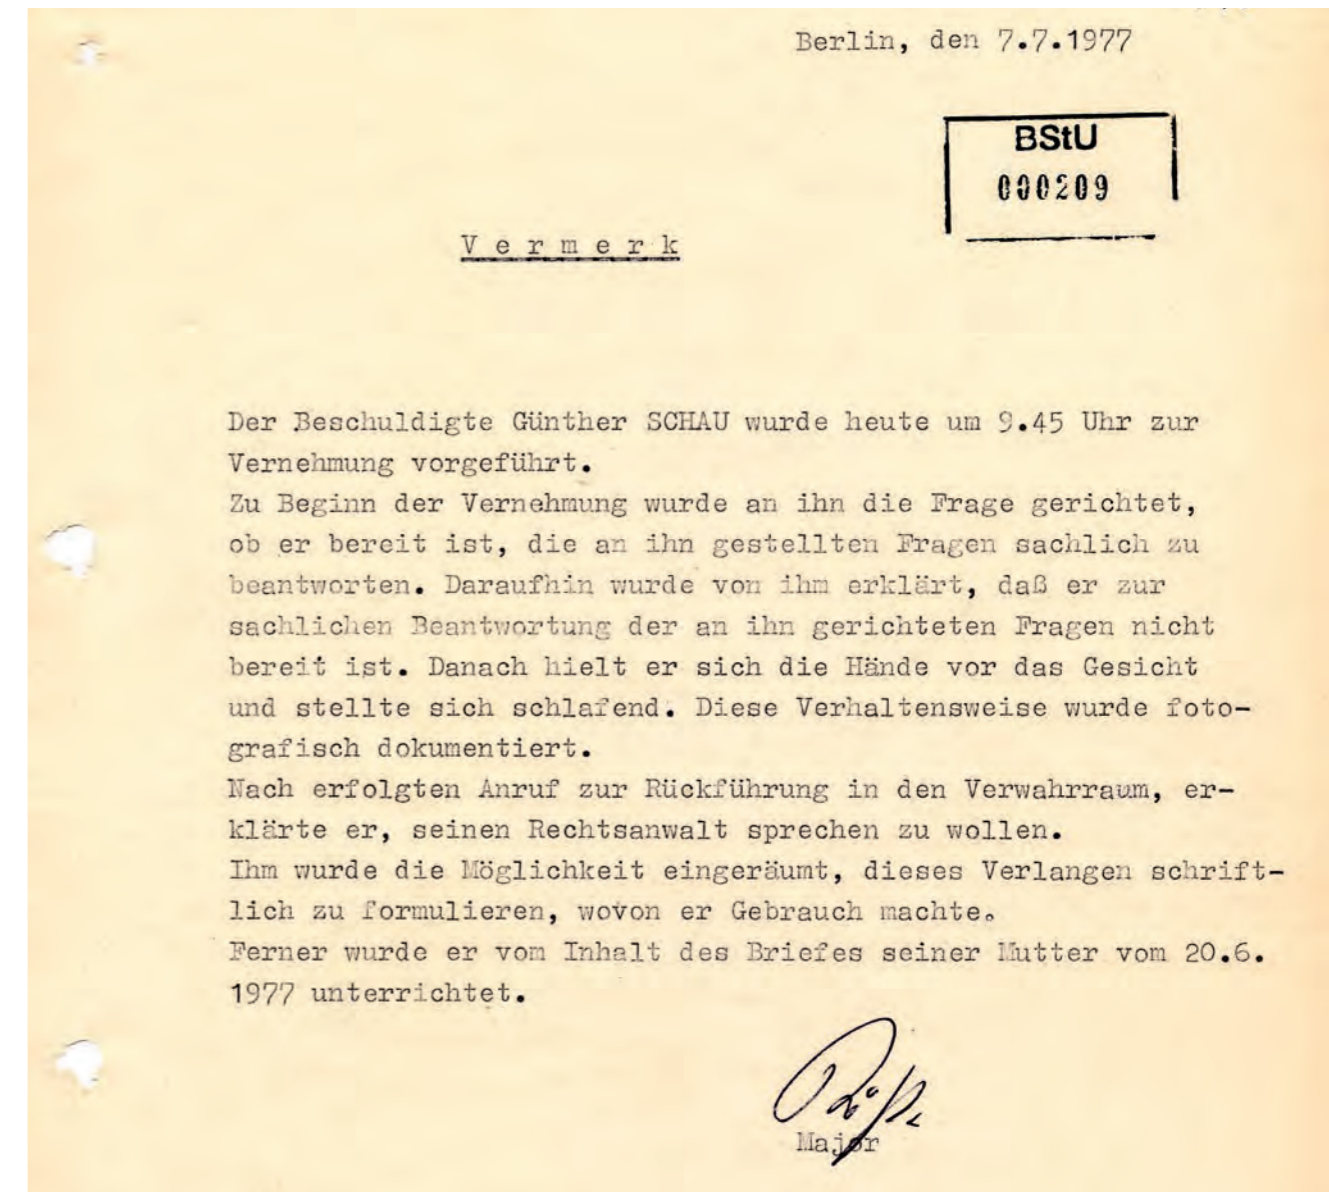 Berlin, den 7.7.1977
BStU
000209
Vermerk
Der Beschuldigte Günther SCHAU wurde heute um 9.45 Uhr zur
Vernehmung vorgeführt.
Zu Beginn der Vernehmung wurde an ihn die Frage gerichtet,
ob er bereit ist, die an ihn gestellten Fragen sachlich zu
beantworten. Daraufhin wurde von ihm erklärt, daß er zur
sachlichen Beantwortung der an ihn gerichteten Fragen nicht
bereit ist. Danach hielt er sich die Hände vor das Gesicht
und stellte sich schlafend. Diese Verhaltensweise wurde foto-
grafisch dokumentiert.
Nach erfolgten Anruf zur Rückführung in den Verwahrraum, er-
klärte er, seinen Rechtsanwalt sprechen zu wollen.
Ihm wurde die Möglichkeit eingeräumt, dieses Verlangen schrift-
lich zu formulieren, wovon er Gebrauch machte.
Ferner wurde er vom Inhalt des Briefes seiner Mutter vom 20.6.
1977 unterrichtet.
Major